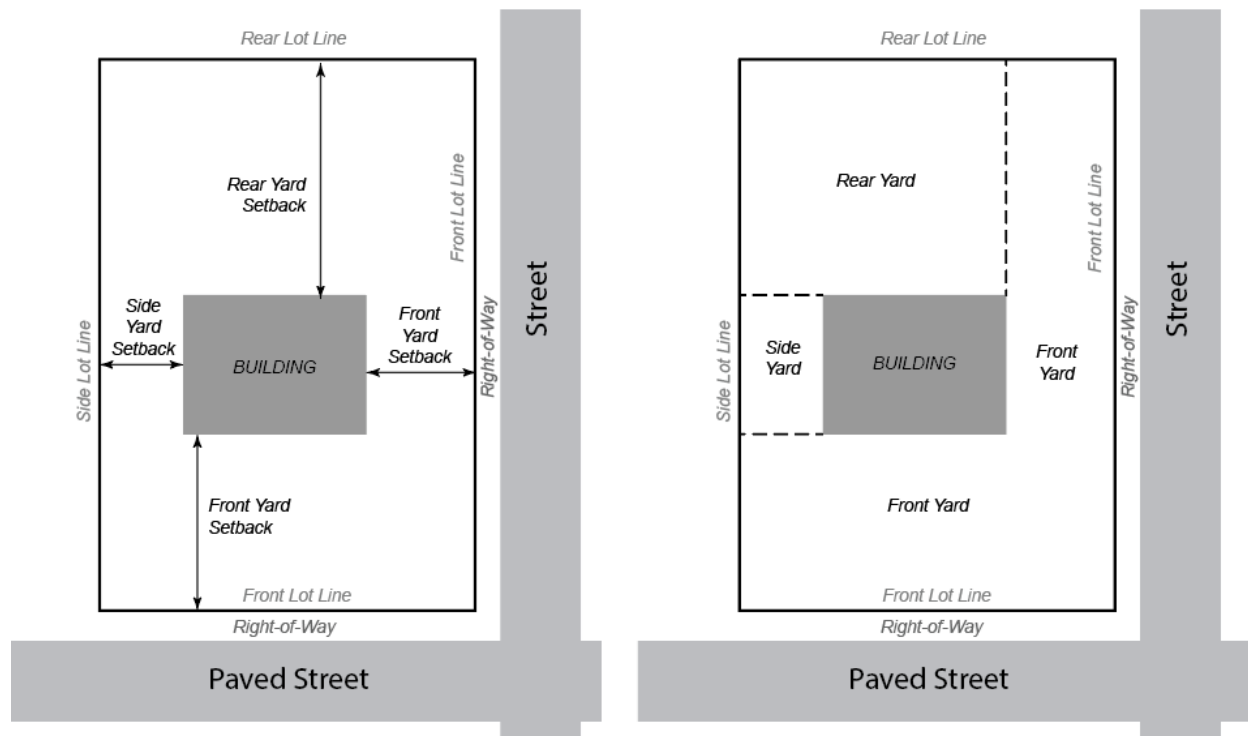 Rear Lot Line
Rear Yard
Setback
Front Lot Line
Side
Yard
Setback
Side Lot Line
BUILDING
Front
Yard
Setback
Right-of-Way
Street
Front Yard
Setback
Front Lot Line
Right-of-Way
Paved Street
Rear Lot Line
Rear Yard
Front Lot Line
Side Lot Line
Side
Yard
BUILDING
Front
Yard
Right-of-Way
Street
Front Yard
Front Lot Line
Right-of-Way
Paved Street